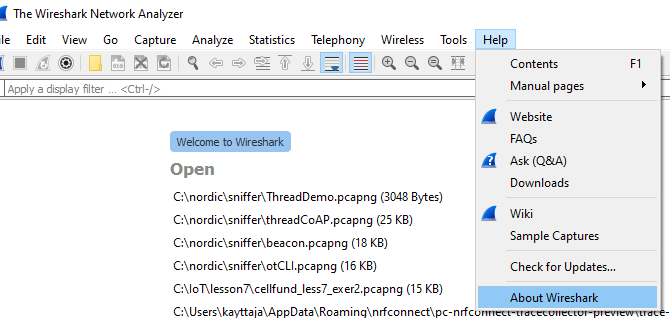 The Wireshark Network Analyzer
ile Edit View Go Capture Analyze Statistics Telephony Wireless Tools Help
Apply a display filter ... <Ctrl-/>
Contents F1
Manual pages
Website
FAQs
Ask (Q&A)
Downloads
Wiki
Sample Captures
Check for Updates...
About Wireshark
Welcome to Wireshark
Open
C:\nordic\sniffer\ThreadDemo.pcapng (3048 Bytes)
C:\nordic\sniffer\threadCoAP.pcapng (25 KB)
C:\nordic\sniffer\beacon.pcapng (18 KB)
C:\nordic\sniffer\otCLI.pcapng (16 KB)
C:\IoT\lesson7\cellfund_less7_exer2.pcapng (15 KB)
C:\Users\kayttaja\AppData\Roaming\nrfconnect\pc-nrfconnect-tracecollector-preview\trace